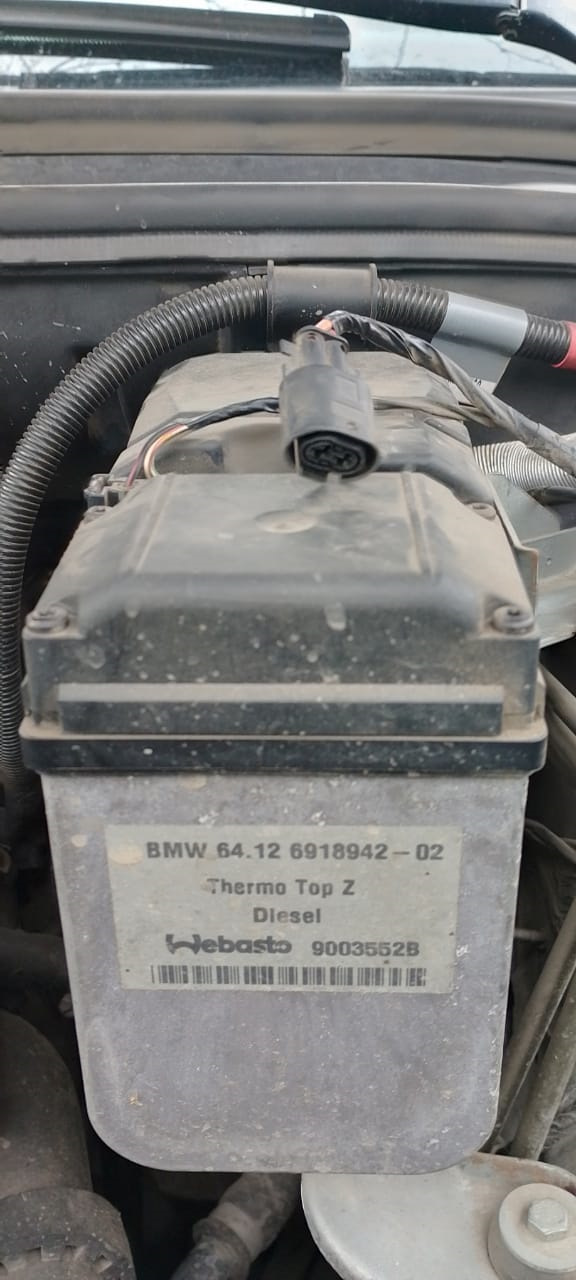 BMW 64.12 6918942-02
Thermo Top Z
Diesel
Webasto 9003552B